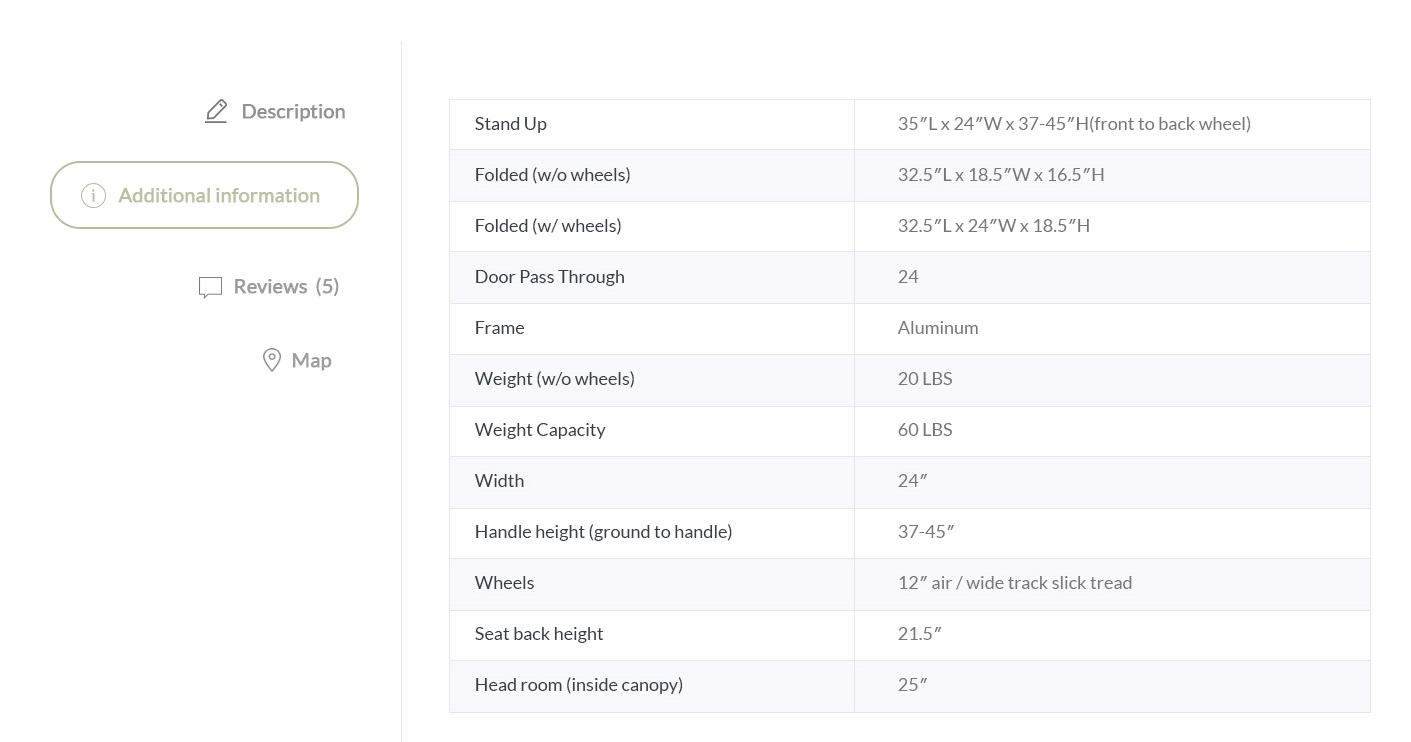 Description
Additional information
Reviews (5)
Map
Stand Up 35″L x 24″W x 37-45″H(front to back wheel)
Folded (w/o wheels) 32.5″L x 18.5″W x 16.5″H
Folded (w/ wheels) 32.5″L x 24″W x 18.5″H
Door Pass Through 24
Frame Aluminum
Weight (w/o wheels) 20 LBS
Weight Capacity 60 LBS
Width 24″
Handle height (ground to handle) 37-45″
Wheels 12″ air / wide track slick tread
Seat back height 21.5″
Head room (inside canopy) 25″